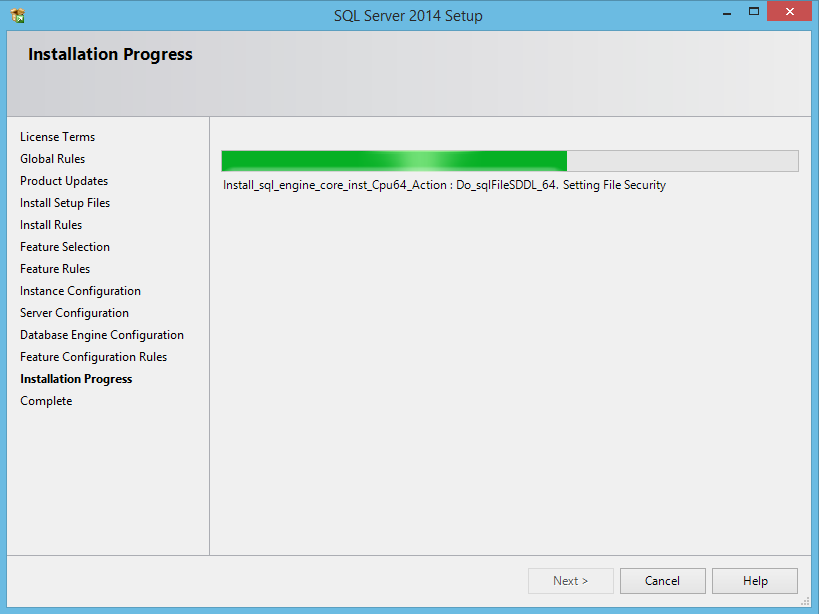 SQL Server 2014 Setup
Installation Progress
License Terms
Global Rules
Product Updates
Install Setup Files
Install Rules
Feature Selection
Feature Rules
Instance Configuration
Server Configuration
Database Engine Configuration
Feature Configuration Rules
Installation Progress
Complete
Install_sql_engine_core_inst_Cpu64_Action : Do_sqlFileSDDL_64. Setting File Security
Next >
Cancel
Help